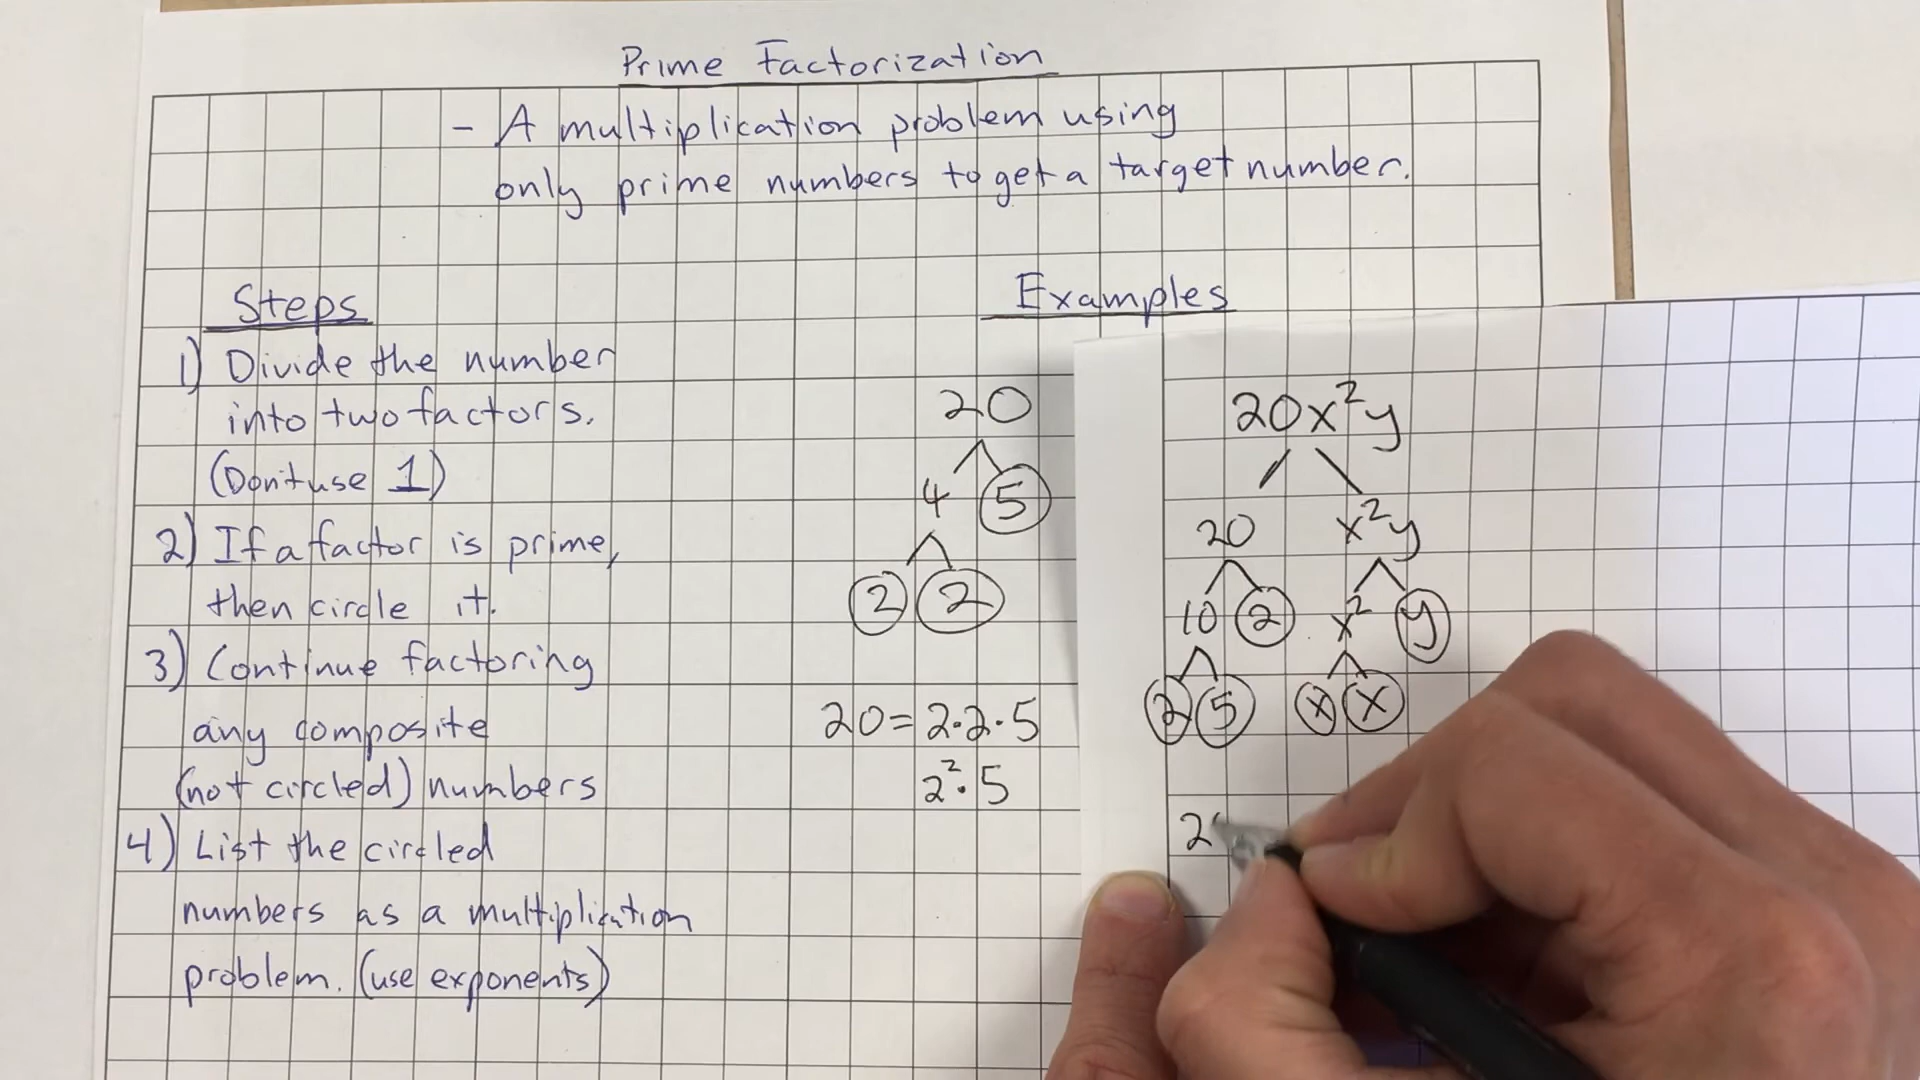 Prime Factorization
- A multiplication problem using
only prime numbers to get a target number.
Steps
1) Divide the number
into two factors.
(Don't use 1)
2) If a factor is prime,
then circle it.
3) Continue factoring
any composite
(not circled) numbers
4) List the circled
numbers as a multiplication
problem. (use exponents)
Examples
20
4 5
2 2
20=2·2·5
2²·5
20x²y
20 x²y
10 2 x² y
2 5 x x
2